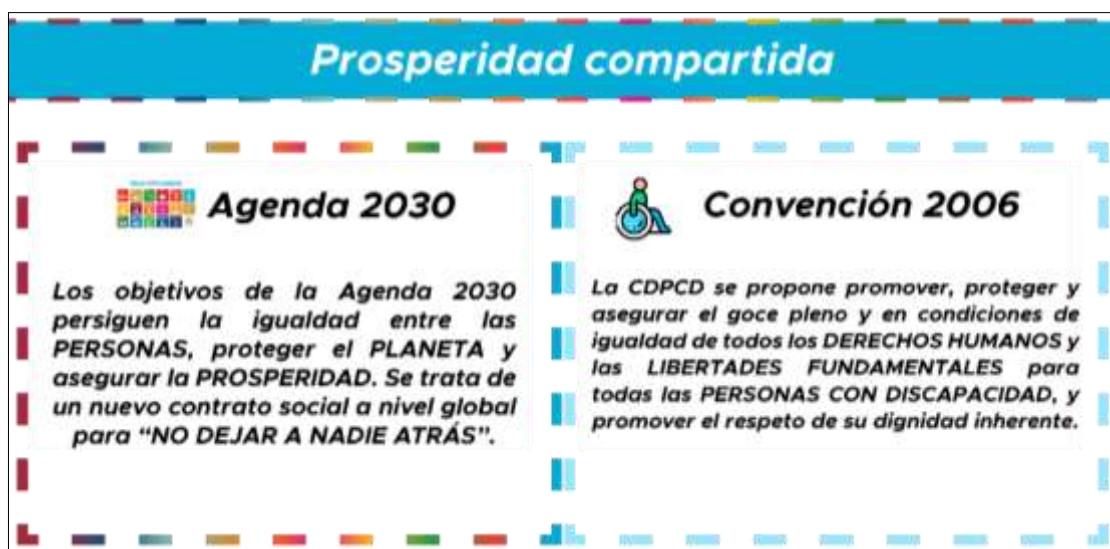 Prosperidad compartida
Agenda 2030
Los objetivos de la Agenda 2030
persiguen la igualdad entre las
PERSONAS, proteger el PLANETA y
asegurar la PROSPERIDAD. Se trata de
un nuevo contrato social a nivel global
para “NO DEJAR A NADIE ATRÁS”.
Convención 2006
La CDPCD se propone promover, proteger y
asegurar el goce pleno y en condiciones de
igualdad de todos los DERECHOS HUMANOS y
las LIBERTADES FUNDAMENTALES para
todas las PERSONAS CON DISCAPACIDAD, y
promover el respeto de su dignidad inherente.